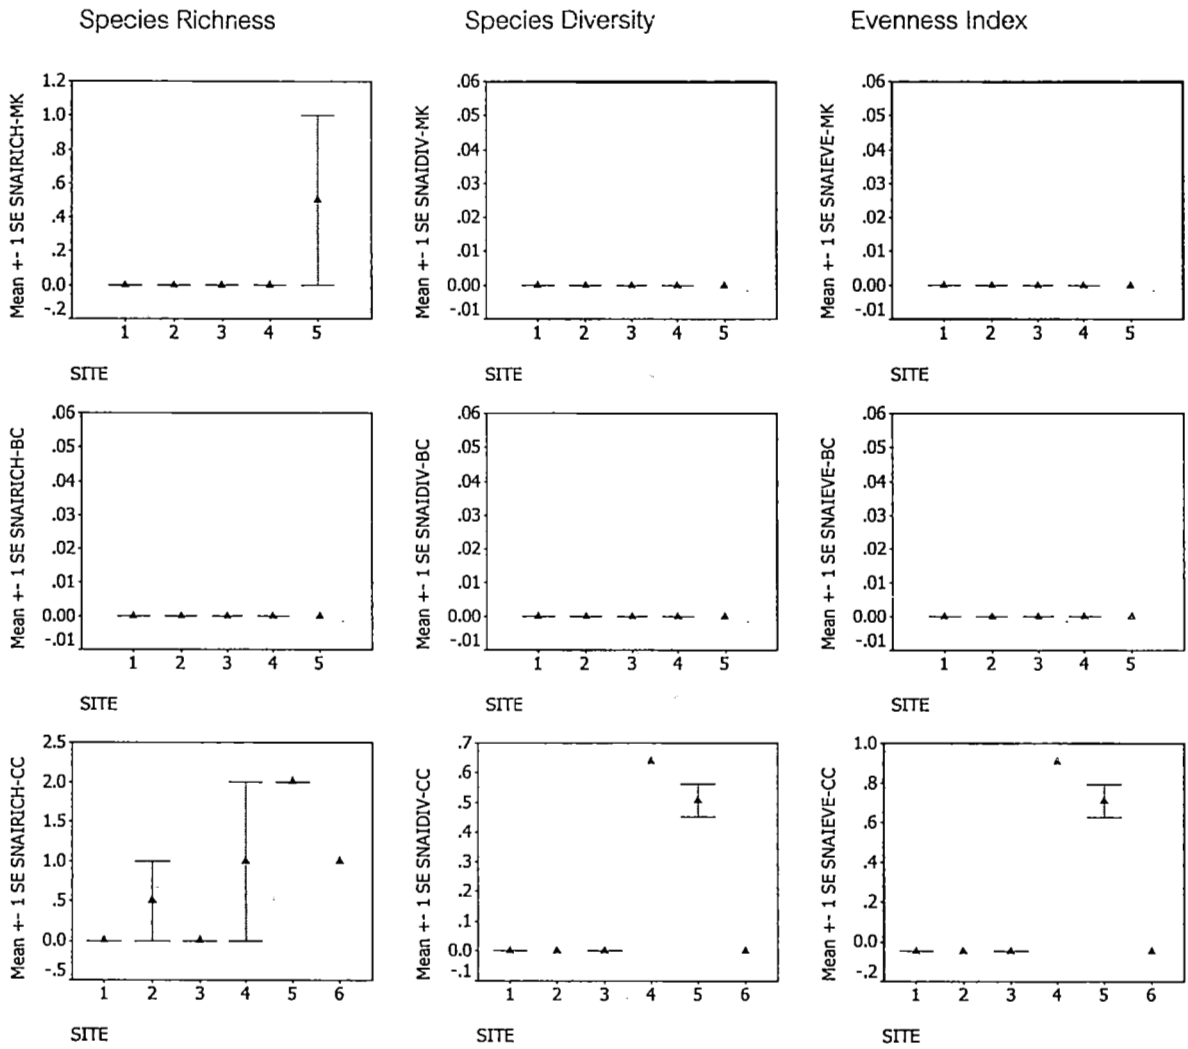 Species Richness Species Diversity Evenness Index
Mean +- 1 SE SNAIRICH-MK
1.2
1.0
.8
.6
.4
.2
0.0
-.2
1 2 3 4 5
SITE
Mean +- 1 SE SNAIDIV-MK
.06
.05
.04
.03
.02
.01
0.00
-.01
1 2 3 4 5
SITE
Mean +- 1 SE SNAIEVE-MK
.06
.05
.04
.03
.02
.01
0.00
-.01
1 2 3 4 5
SITE
Mean +- 1 SE SNAIRICH-BC
.06
.05
.04
.03
.02
.01
0.00
-.01
1 2 3 4 5
SITE
Mean +- 1 SE SNAIDIV-BC
.06
.05
.04
.03
.02
.01
0.00
-.01
1 2 3 4 5
SITE
Mean +- 1 SE SNAIEVE-BC
.06
.05
.04
.03
.02
.01
0.00
-.01
1 2 3 4 5
SITE
Mean +- 1 SE SNAIRICH-CC
2.5
2.0
1.5
1.0
.5
0.0
-.5
1 2 3 4 5 6
SITE
Mean +- 1 SE SNAIDIV-CC
.7
.6
.5
.4
.3
.2
.1
0.0
-.1
1 2 3 4 5 6
SITE
Mean +- 1 SE SNAIEVE-CC
1.0
.8
.6
.4
.2
0.0
-.2
1 2 3 4 5 6
SITE